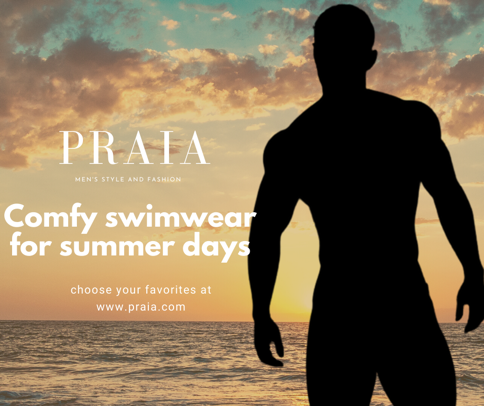 PRAIA
MEN'S STYLE AND FASHION
Comfy swimwear
for summer days
choose your favorites at
www.praia.com